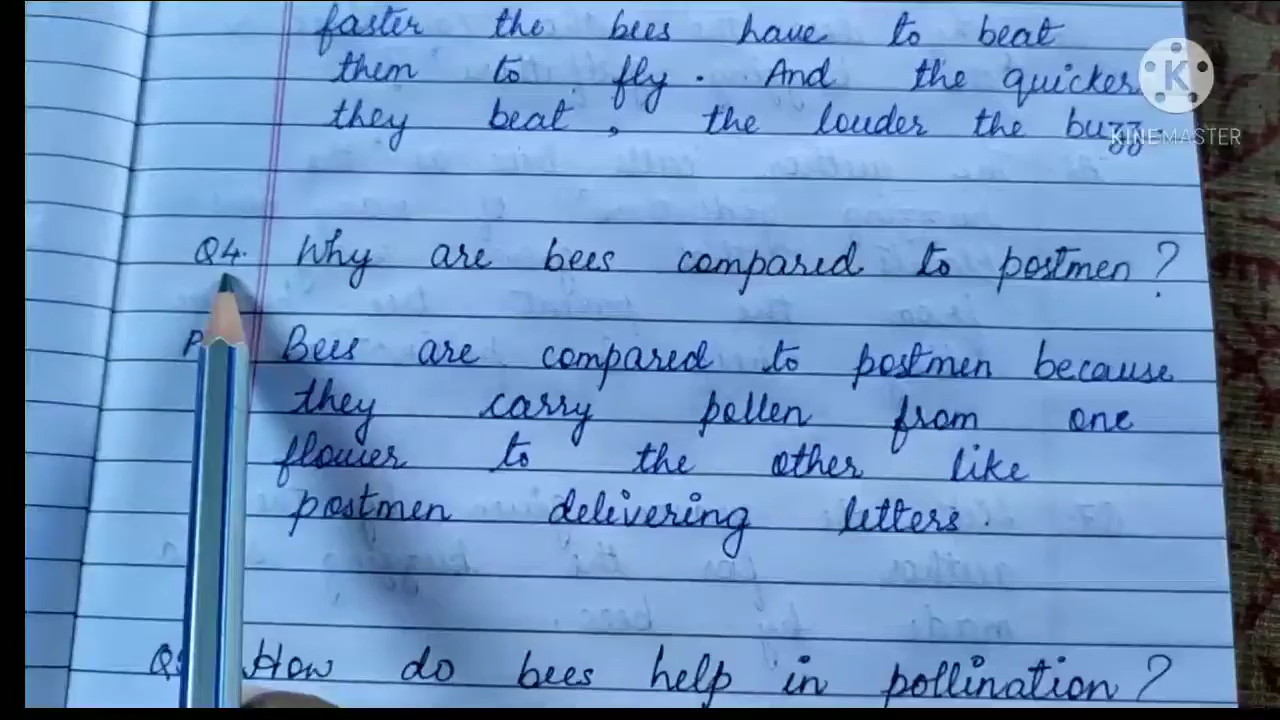 faster the bees have to beat
them to fly. And the quicker
they beat, the louder the buzz.
KINEMASTER
Q4. Why are bees compared to postmen?
Bees are compared to postmen because
they carry pollen from one
flower to the other like
postmen delivering letters.
How do bees help in pollination?